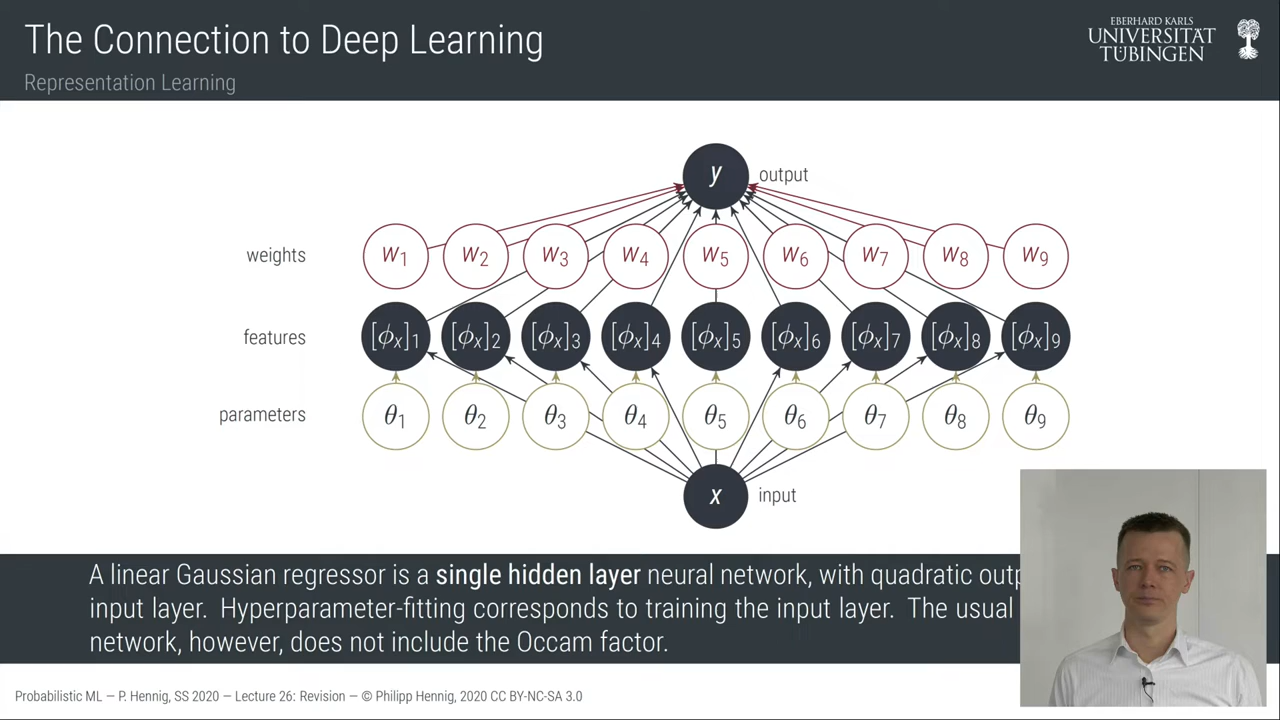 The Connection to Deep Learning
Representation Learning
EBERHARD KARLS
UNIVERSITÄT
TÜBINGEN
y output
weights w1 w2 w3 w4 w5 w6 w7 w8 w9
features [ϕx]1 [ϕx]2 [ϕx]3 [ϕx]4 [ϕx]5 [ϕx]6 [ϕx]7 [ϕx]8 [ϕx]9
parameters θ1 θ2 θ3 θ4 θ5 θ6 θ7 θ8 θ9
x input
A linear Gaussian regressor is a single hidden layer neural network, with quadratic
input layer. Hyperparameter-fitting corresponds to training the input layer. The usual
network, however, does not include the Occam factor.
Probabilistic ML — P. Hennig, SS 2020 — Lecture 26: Revision — © Philipp Hennig, 2020 CC BY-NC-SA 3.0